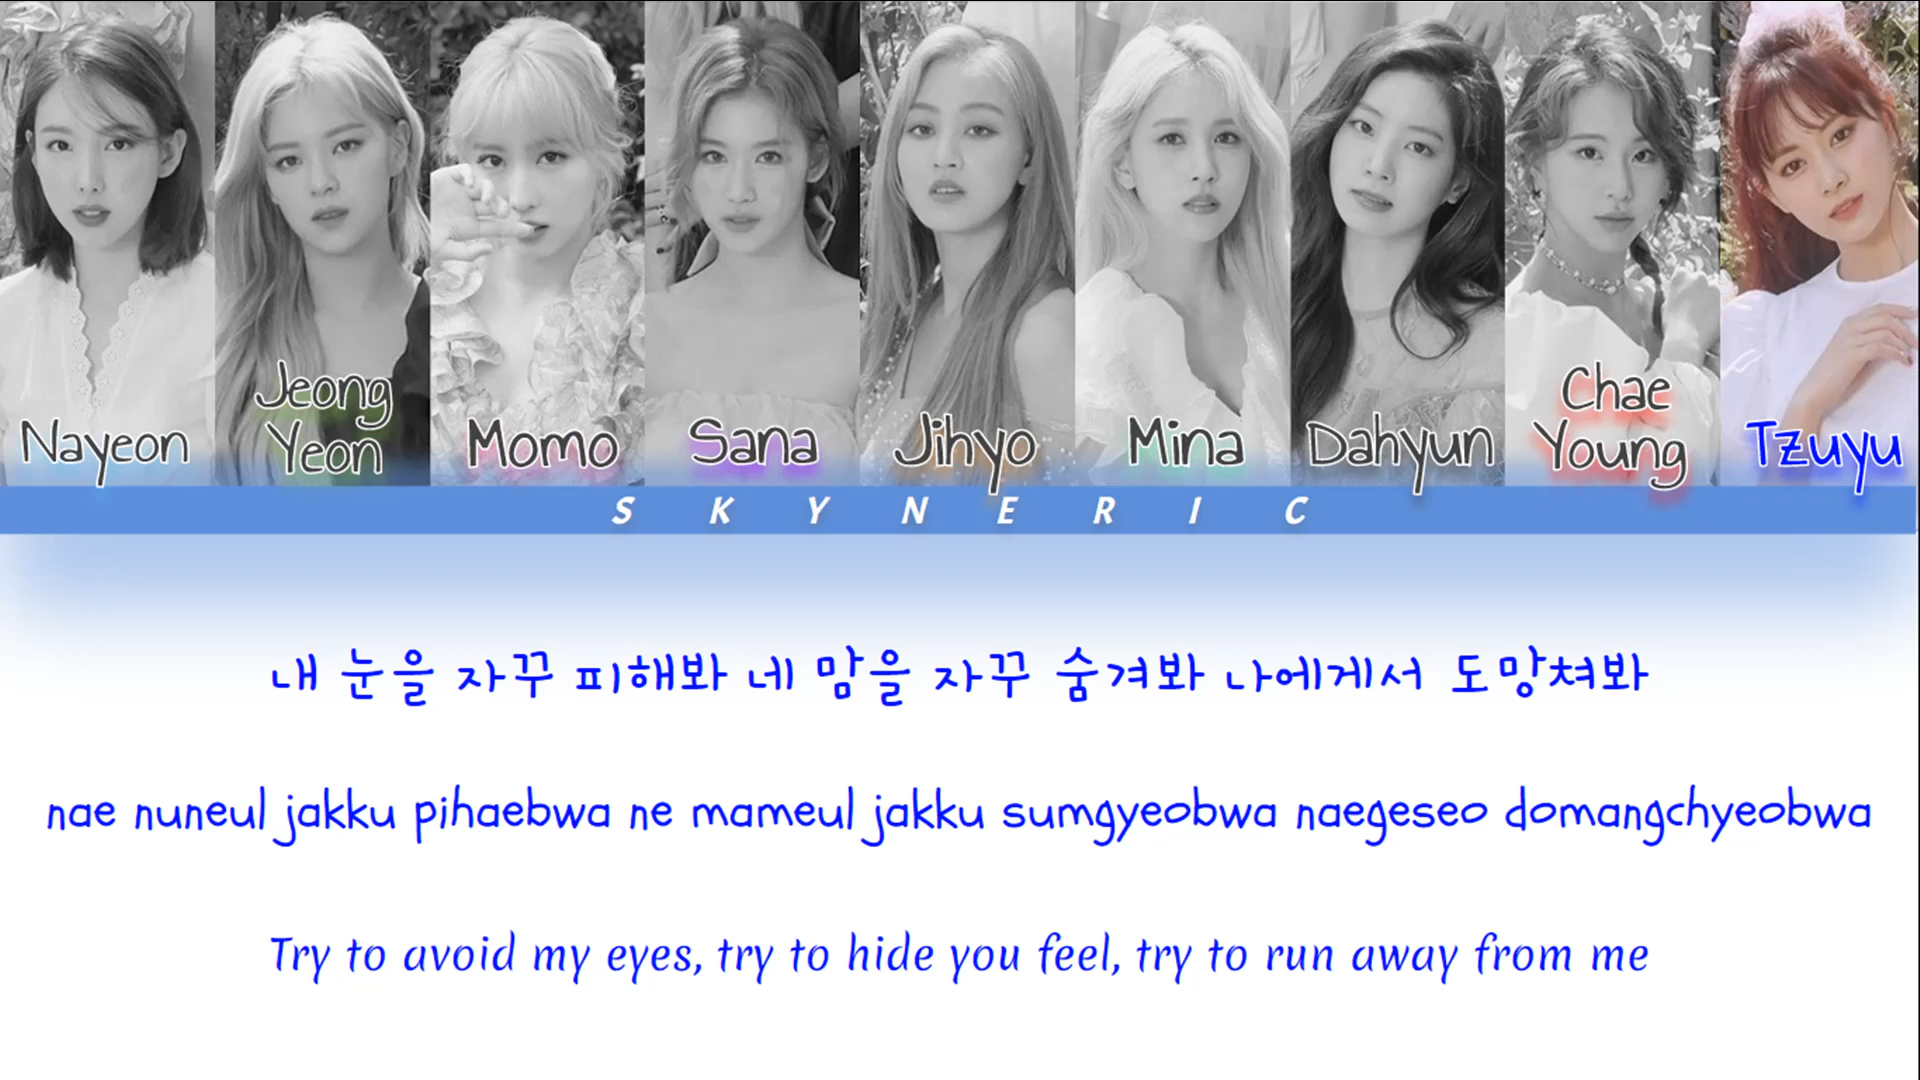 Nayeon
Jeong
Yeon
Momo
Sana
Jihyo
Mina
Dahyun
Chae
Young
Tzuyu
SKYNERIC
내 눈을 자꾸 피해봐 네 맘을 자꾸 숨겨봐 나에게서 도망쳐봐
nae nuneul jakku pihaebwa ne mameul jakku sumgyeobwa naegeseo domangchyeobwa
Try to avoid my eyes, try to hide you feel, try to run away from me